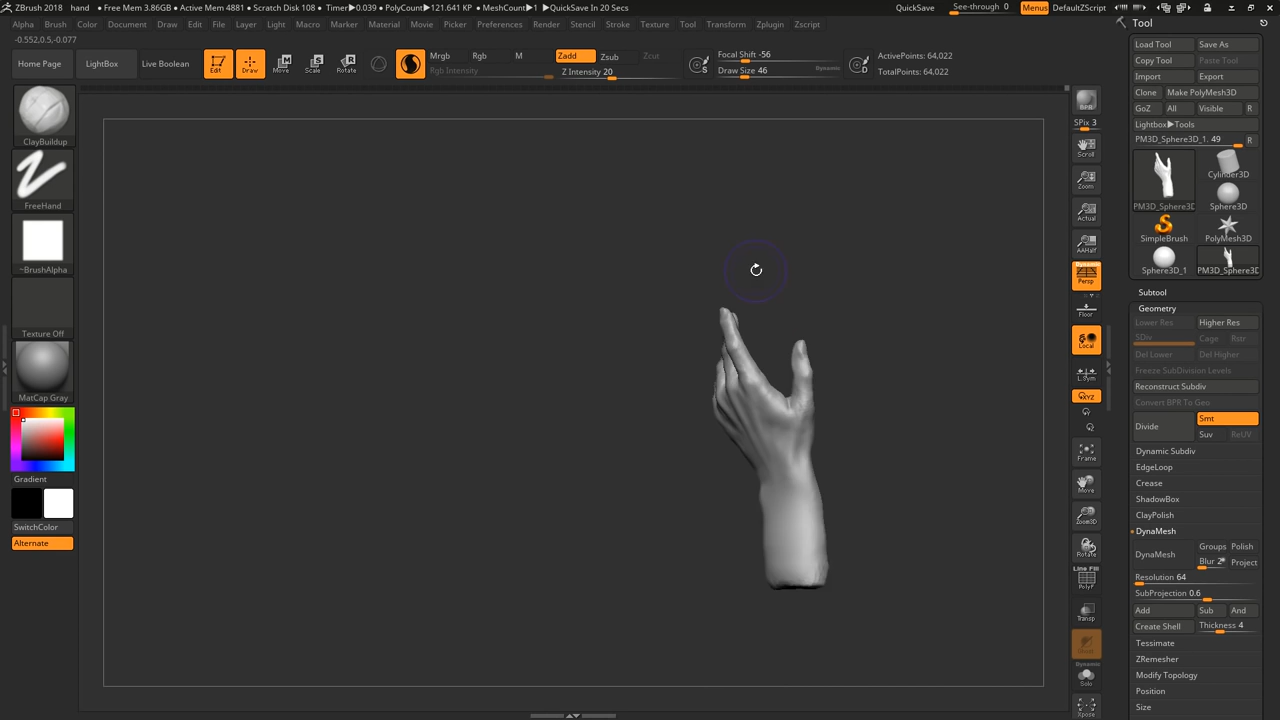 ZBrush 2018 hand • Free Mem 3.86GB • Active Mem 4881 • Scratch Disk 108 • Timer▶0.039 • PolyCount▶121.641 KP • MeshCount▶1 ▶QuickSave In 20 Secs QuickSave See-through 0 Menus DefaultZScript
Alpha Brush Color Document Draw Edit File Layer Light Macro Marker Material Movie Picker Preferences Render Stencil Stroke Texture Tool Transform Zplugin Zscript
-0.552,0.5,-0.077
Home Page LightBox Live Boolean Edit Draw Move Scale Rotate
Mrgb Rgb M
Rgb Intensity
Zadd Zsub Zcut
Z Intensity 20
S
Focal Shift -56
Draw Size 46 Dynamic
D
ActivePoints: 64,022
TotalPoints: 64,022
ClayBuildup
FreeHand
~BrushAlpha
Texture Off
MatCap Gray
Gradient
SwitchColor
Alternate
BPR
SPix 3
Scroll
Zoom
Actual
AAHalf
Dynamic
Persp
Floor
Local
L.Sym
XYZ
Frame
Move
Zoom3D
Rotate
Line Fill
PolyF
Transp
Dynamic
Solo
Xpose
Tool
Load Tool Save As
Copy Tool Paste Tool
Import Export
Clone Make PolyMesh3D
GoZ All Visible R
Lightbox▶Tools
PM3D_Sphere3D_1. 49 R
PM3D_Sphere3D Cylinder3D
Sphere3D
SimpleBrush PolyMesh3D
Sphere3D_1 PM3D_Sphere3D
Subtool
Geometry
Lower Res Higher Res
SDiv Cage Rstr
Del Lower Del Higher
Freeze SubDivision Levels
Reconstruct Subdiv
Convert BPR To Geo
Divide Smt
Suv ReUV
Dynamic Subdiv
EdgeLoop
Crease
ShadowBox
ClayPolish
DynaMesh
DynaMesh Groups Polish
Blur 2 Project
Resolution 64
SubProjection 0.6
Add Sub And
Create Shell Thickness 4
Tessimate
ZRemesher
Modify Topology
Position
Size